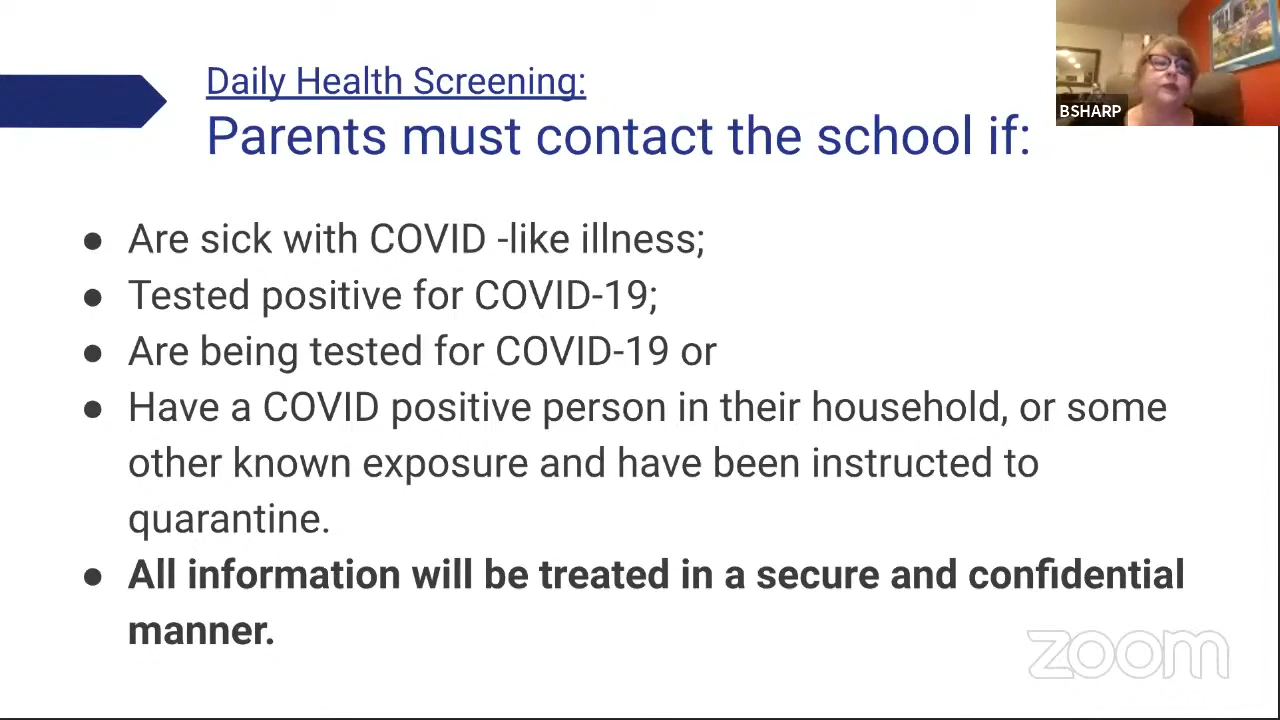 Daily Health Screening:
Parents must contact the school if:
BSHARP
● Are sick with COVID -like illness;
● Tested positive for COVID-19;
● Are being tested for COVID-19 or
● Have a COVID positive person in their household, or some
other known exposure and have been instructed to
quarantine.
● All information will be treated in a secure and confidential
manner.
zoom